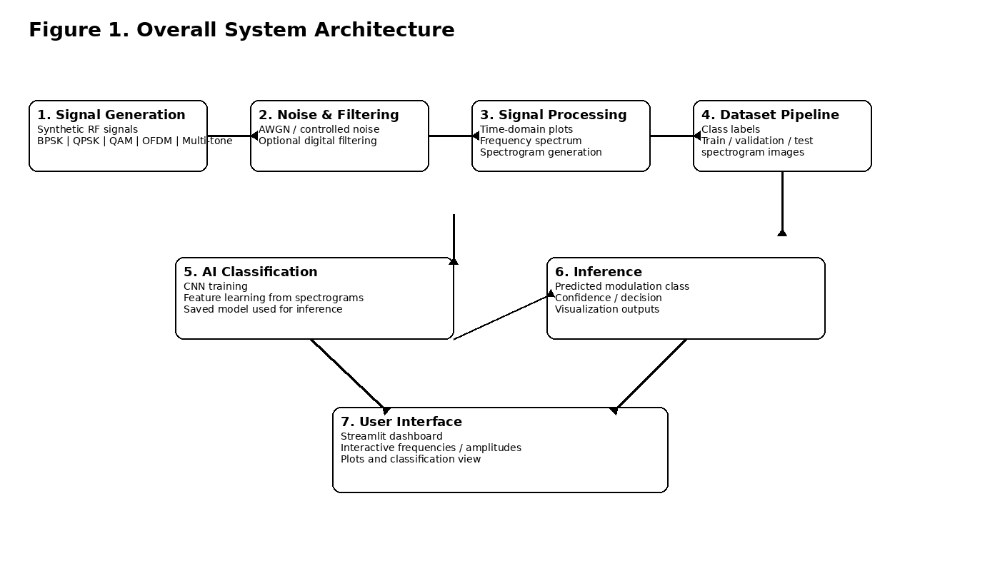 Figure 1. Overall System Architecture
1. Signal Generation
Synthetic RF signals
BPSK | QPSK | QAM | OFDM | Multi-tone
2. Noise & Filtering
AWGN / controlled noise
Optional digital filtering
3. Signal Processing
Time-domain plots
Frequency spectrum
Spectrogram generation
4. Dataset Pipeline
Class labels
Train / validation / test
spectrogram images
5. AI Classification
CNN training
Feature learning from spectrograms
Saved model used for inference
6. Inference
Predicted modulation class
Confidence / decision
Visualization outputs
7. User Interface
Streamlit dashboard
Interactive frequencies / amplitudes
Plots and classification view